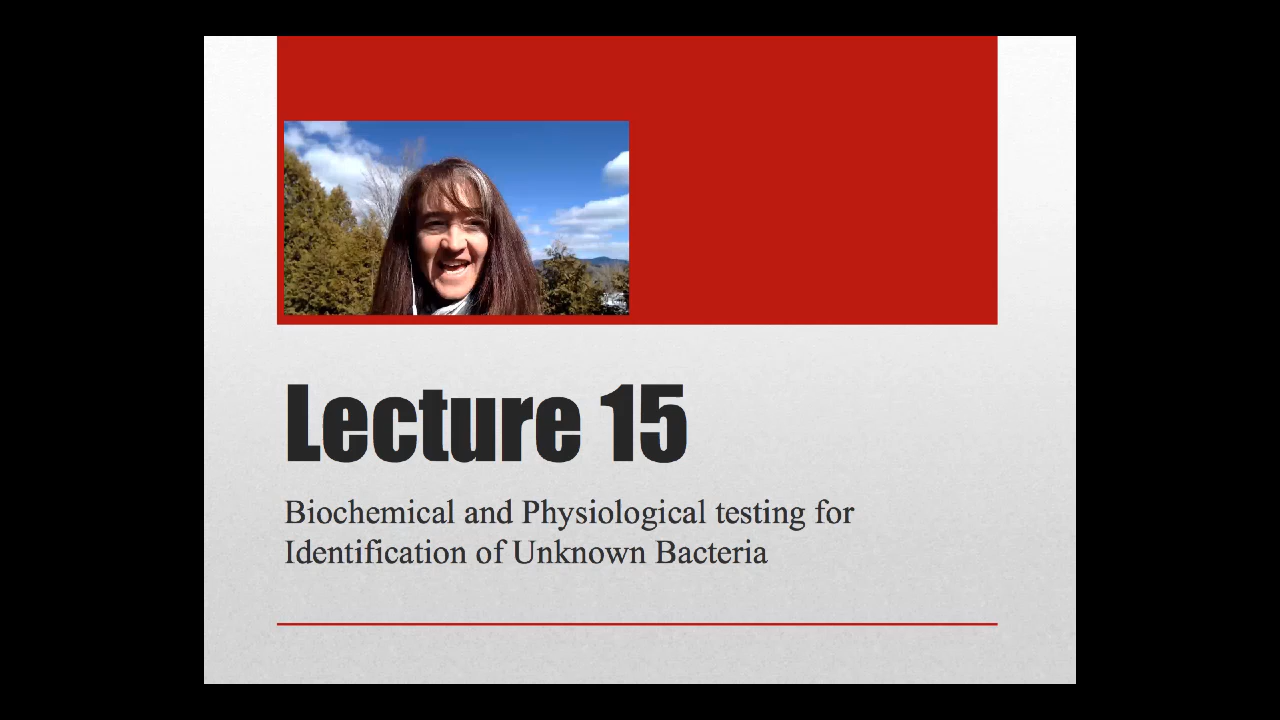 Lecture 15
Biochemical and Physiological testing for
Identification of Unknown Bacteria